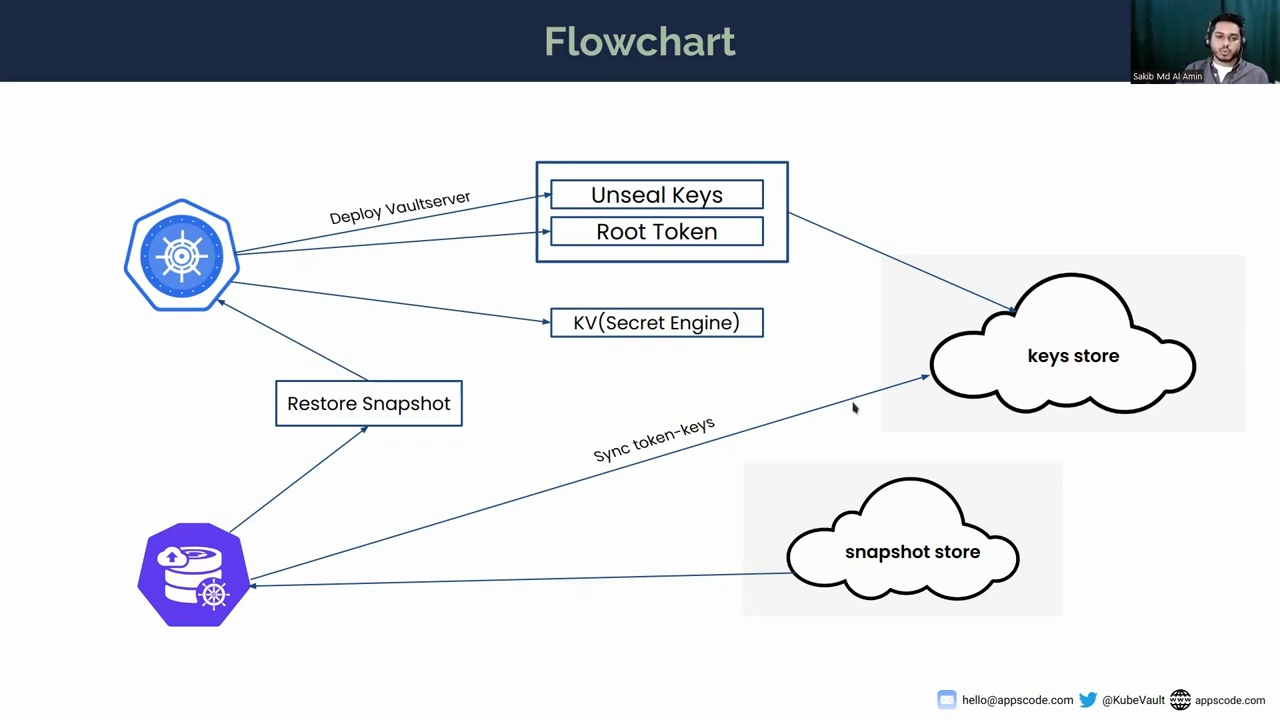 Flowchart
Sakib Md Al Amin
Deploy Vaultserver
Unseal Keys
Root Token
KV(Secret Engine)
keys store
Restore Snapshot
Sync token-keys
snapshot store
hello@appscode.com @KubeVault appscode.com